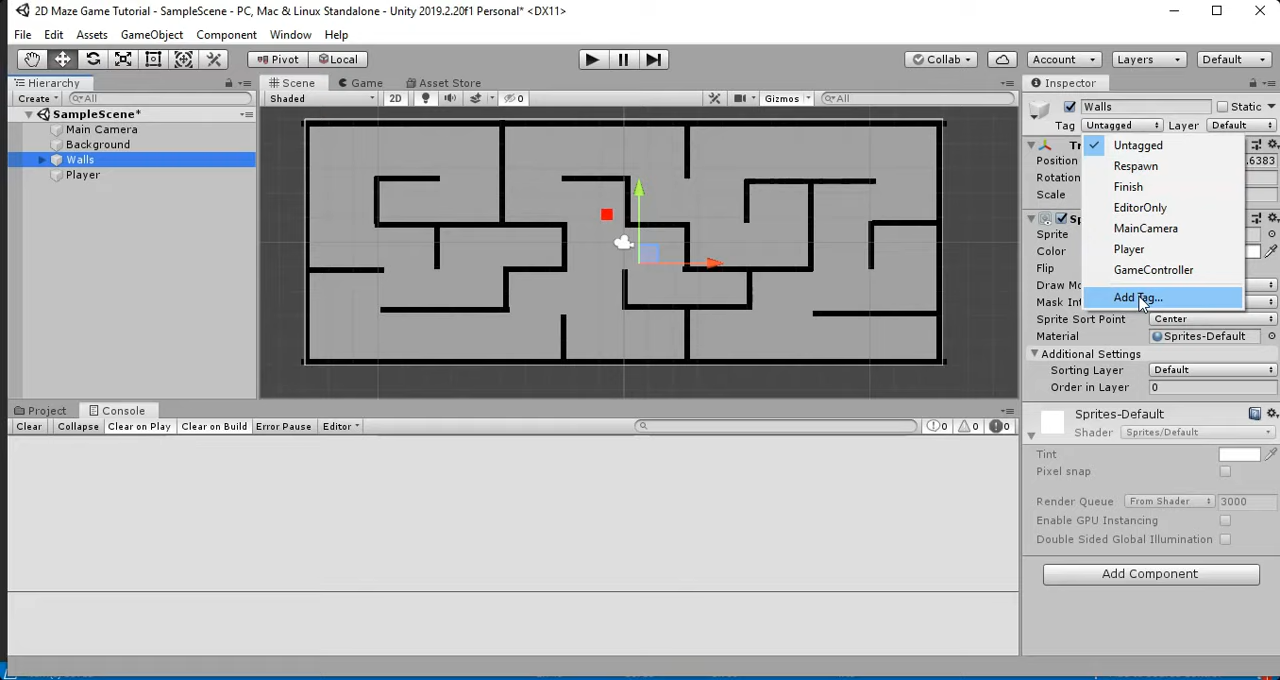 2D Maze Game Tutorial - SampleScene - PC, Mac & Linux Standalone - Unity 2019.2.20f1 Personal* <DX11>
File Edit Assets GameObject Component Window Help
Pivot Local Collab Account Layers Default
Hierarchy Scene Game Asset Store Inspector
Create All Shaded 2D 0 Gizmos All
SampleScene* Walls Static
Main Camera Tag Untagged Layer Default
Background Untagged
Walls Position .6383
Respawn
Player Rotation
Finish
Scale
EditorOnly
Sprite
MainCamera
Color
Player
Flip
GameController
Draw Mo
Add Tag...
Mask Int
Sprite Sort Point Center
Material Sprites-Default
Additional Settings
Sorting Layer Default
Order in Layer 0
Project Console
Clear Collapse Clear on Play Clear on Build Error Pause Editor 0 0 0
Sprites-Default
Shader Sprites/Default
Tint
Pixel snap
Render Queue From Shader 3000
Enable GPU Instancing
Double Sided Global Illumination
Add Component